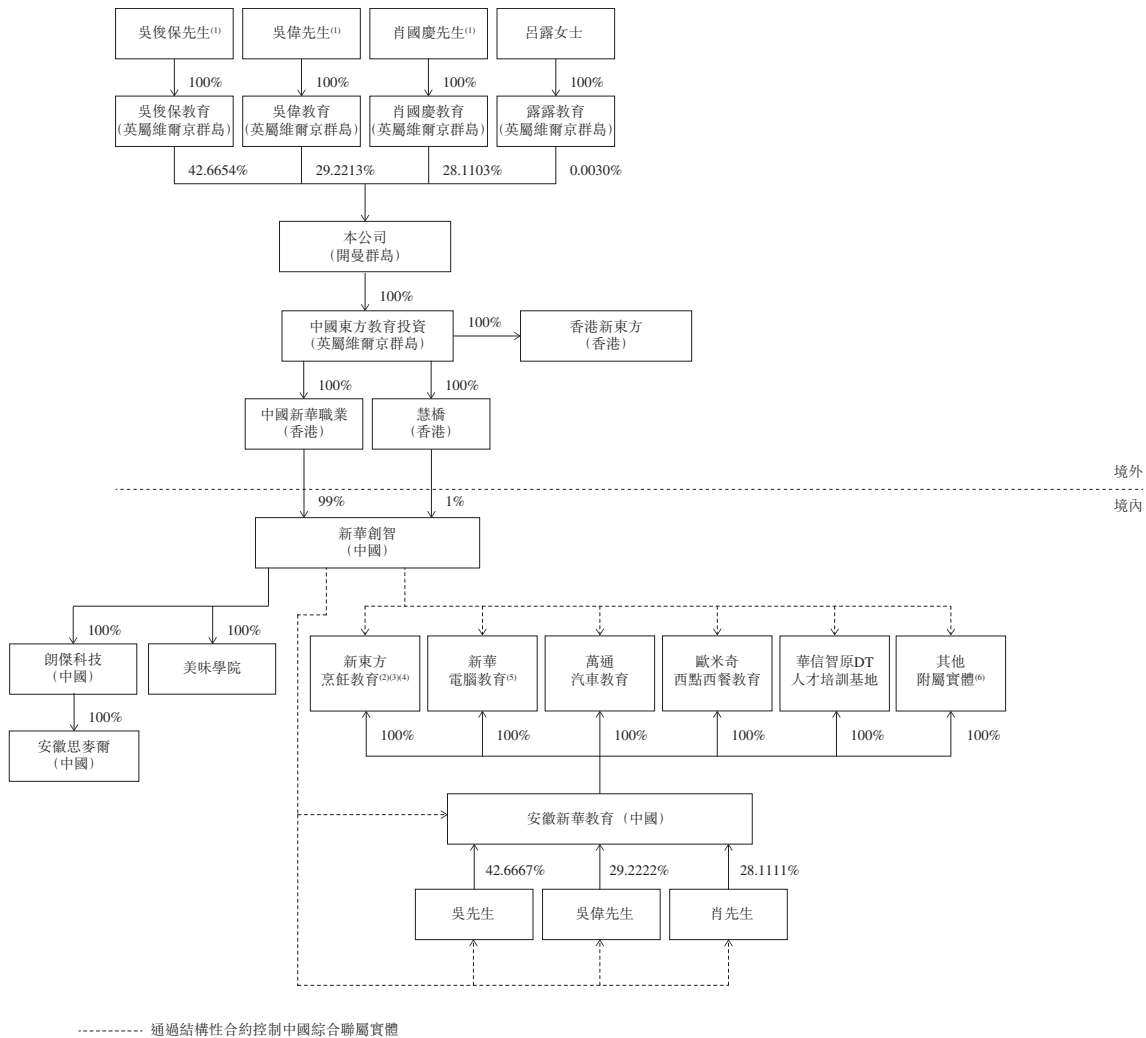 吳俊保先生(1)
吳偉先生(1)
肖國慶先生(1)
呂露女士
100%
100%
100%
100%
吳俊保教育
(英屬維爾京群島)
吳偉教育
(英屬維爾京群島)
肖國慶教育
(英屬維爾京群島)
露露教育
(英屬維爾京群島)
42.6654%
29.2213%
28.1103%
0.0030%
本公司
(開曼群島)
100%
中國東方教育投資
(英屬維爾京群島)
100%
香港新東方
(香港)
100%
100%
中國新華職業
(香港)
慧橋
(香港)
境外
99%
1%
境內
新華創智
(中國)
100%
100%
朗傑科技
(中國)
美味學院
新東方
烹飪教育(2)(3)(4)
新華
電腦教育(5)
萬通
汽車教育
歐米奇
西點西餐教育
華信智原DT
人才培訓基地
其他
附屬實體(6)
100%
100%
100%
100%
100%
100%
100%
安徽思麥爾
(中國)
安徽新華教育(中國)
42.6667%
29.2222%
28.1111%
吳先生
吳偉先生
肖先生
通過結構性合約控制中國綜合聯屬實體